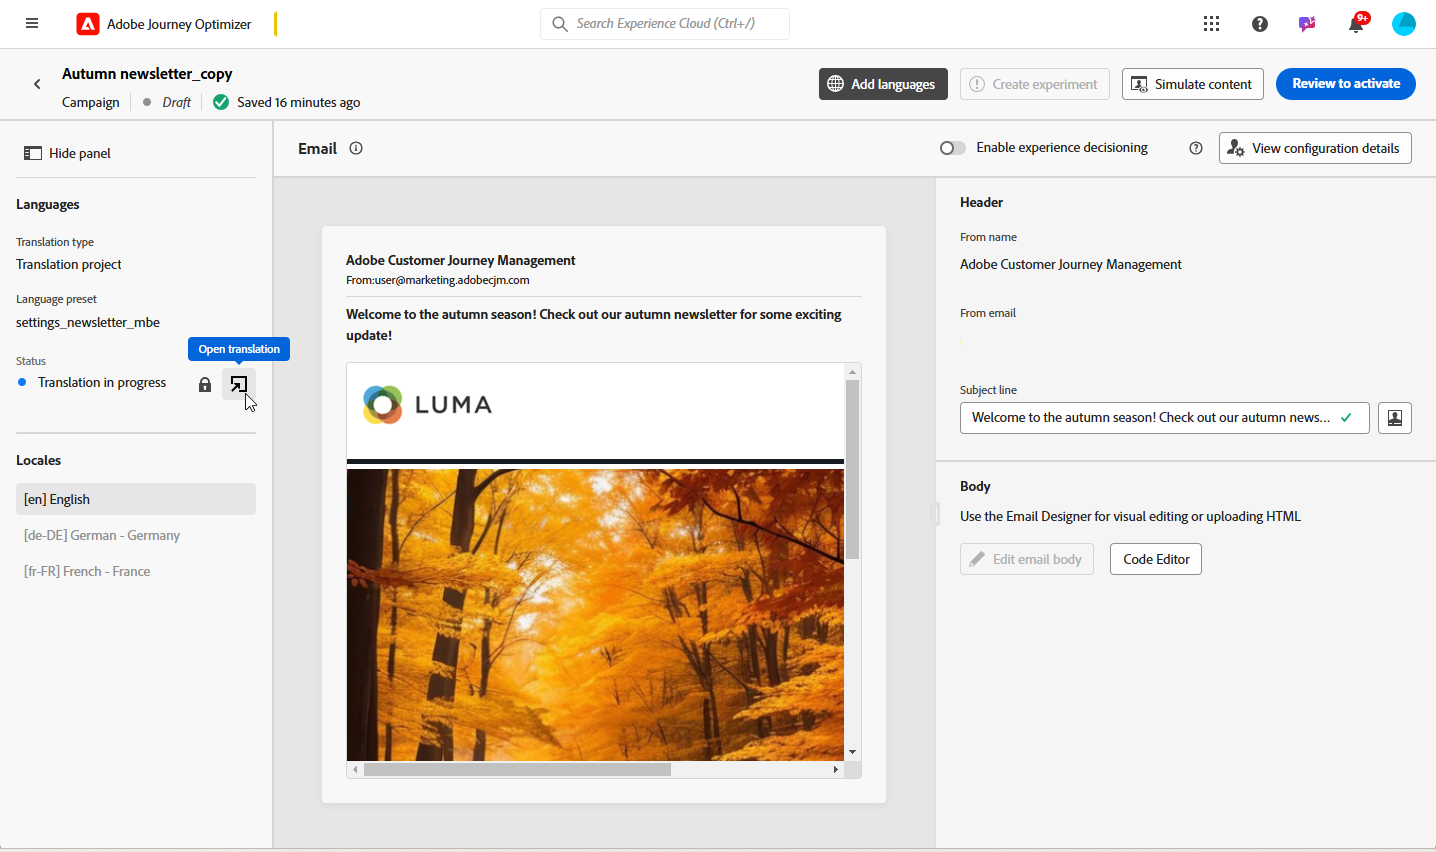 Adobe Journey Optimizer
Search Experience Cloud (Ctrl+/)
9+
Autumn newsletter_copy
Campaign
Draft
Saved 16 minutes ago
Add languages
Create experiment
Simulate content
Review to activate
Hide panel
Email
Enable experience decisioning
View configuration details
Languages
Translation type
Translation project
Language preset
settings_newsletter_mbe
Open translation
Status
Translation in progress
Locales
[en] English
[de-DE] German - Germany
[fr-FR] French - France
Adobe Customer Journey Management
From:user@marketing.adobecjm.com
Welcome to the autumn season! Check out our autumn newsletter for some exciting
update!
LUMA
Header
From name
Adobe Customer Journey Management
From email
Subject line
Welcome to the autumn season! Check out our autumn news...
Body
Use the Email Designer for visual editing or uploading HTML
Edit email body
Code Editor